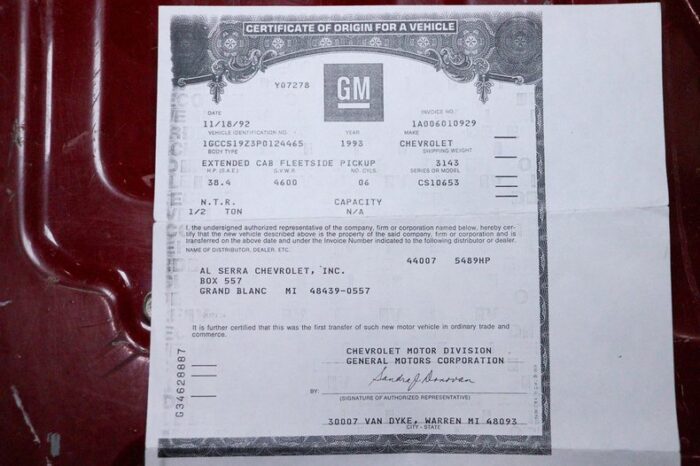 CERTIFICATE OF ORIGIN FOR A VEHICLE
Y07278
GM
DATE INVOICE NO.
11/18/92 1A006010929
VEHICLE IDENTIFICATION NO. YEAR MAKE
1GCCS19Z3P0124465 1993 CHEVROLET
BODY TYPE SHIPPING WEIGHT
EXTENDED CAB FLEETSIDE PICKUP 3143
H.P. (S.A.E.) G.V.W.R. NO. CYLS. SERIES OR MODEL
38.4 4600 06 CS10653
N.T.R. CAPACITY
1/2 TON N/A
I, the undersigned authorized representative of the company, firm or corporation named below, hereby cer-
tify that the new vehicle described above is the property of the said company, firm or corporation and is
transferred on the above date and under the Invoice Number indicated to the following distributor or dealer.
NAME OF DISTRIBUTOR, DEALER, ETC.
44007 5489HP
AL SERRA CHEVROLET, INC.
BOX 557
GRAND BLANC MI 48439-0557
It is further certified that this was the first transfer of such new motor vehicle in ordinary trade and
commerce.
CHEVROLET MOTOR DIVISION
GENERAL MOTORS CORPORATION
Sandra J. Donovan
BY:
(SIGNATURE OF AUTHORIZED REPRESENTATIVE)
30007 VAN DYKE, WARREN MI 48093
CITY - STATE
G34628887